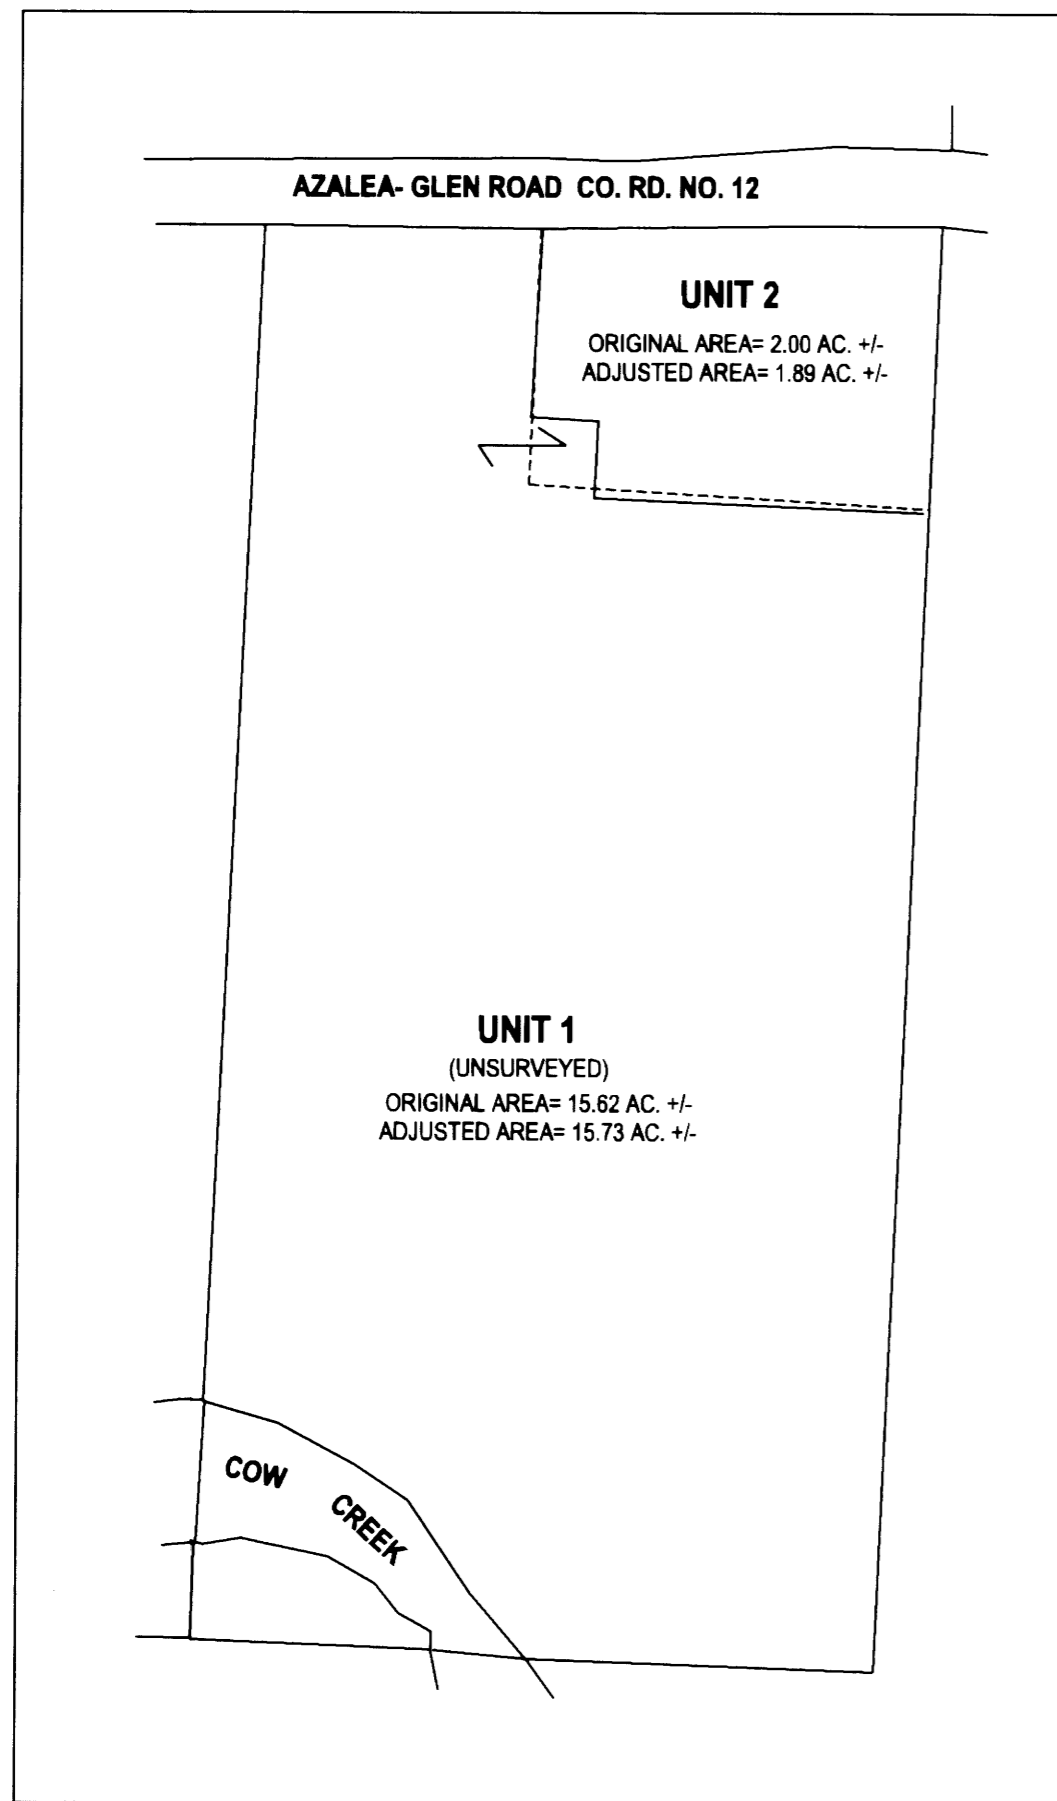 AZALEA- GLEN ROAD CO. RD. NO. 12
UNIT 2
ORIGINAL AREA= 2.00 AC. +/-
ADJUSTED AREA= 1.89 AC. +/-
UNIT 1
(UNSURVEYED)
ORIGINAL AREA= 15.62 AC. +/-
ADJUSTED AREA= 15.73 AC. +/-
COW CREEK